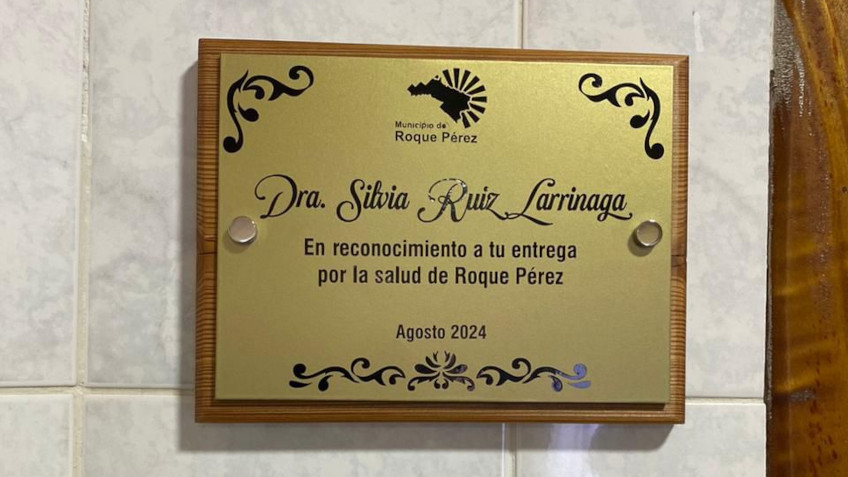 Municipio de
Roque Pérez
Dra. Silvia Ruiz Larrinaga
En reconocimiento a tu entrega
por la salud de Roque Pérez
Agosto 2024